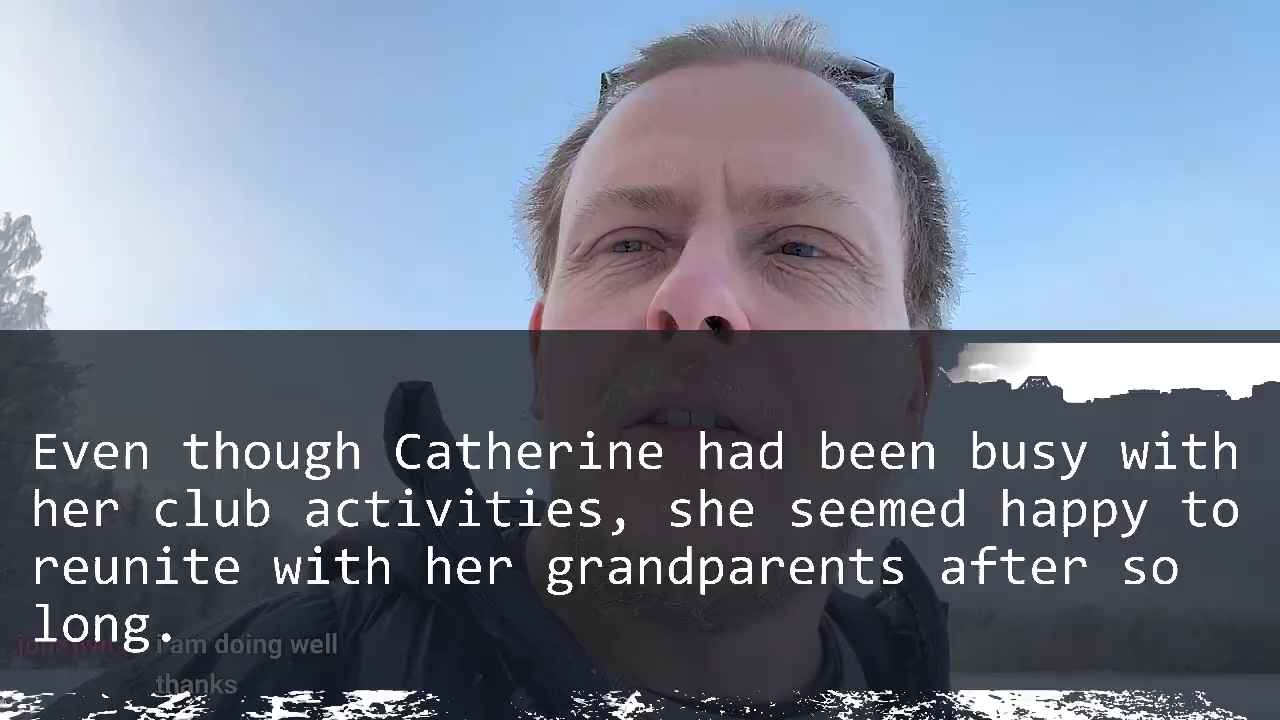 Even though Catherine had been busy with
her club activities, she seemed happy to
reunite with her grandparents after so
long.
i am doing well
thanks